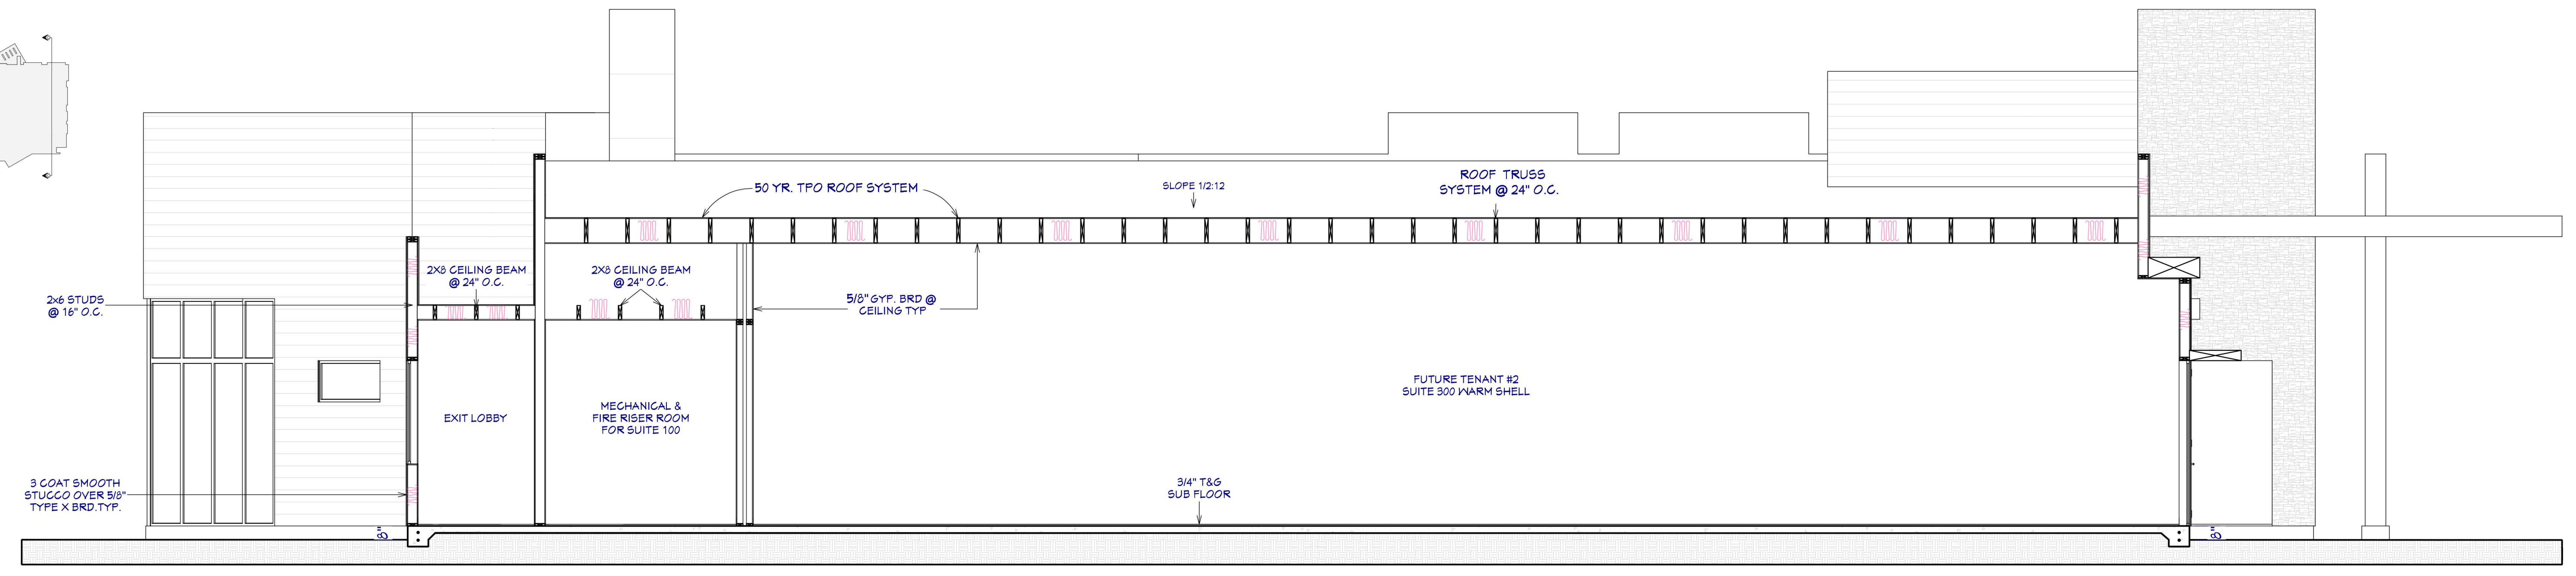 50 YR. TPO ROOF SYSTEM
SLOPE 1/2:12
ROOF TRUSS
SYSTEM @ 24" O.C.
2X8 CEILING BEAM
@ 24" O.C.
2X8 CEILING BEAM
@ 24" O.C.
2x6 STUDS
@ 16" O.C.
5/8" GYP. BRD @
CEILING TYP
FUTURE TENANT #2
SUITE 300 WARM SHELL
EXIT LOBBY
MECHANICAL &
FIRE RISER ROOM
FOR SUITE 100
3 COAT SMOOTH
STUCCO OVER 5/8"
TYPE X BRD.TYP.
3/4" T&G
SUB FLOOR
8"
8"